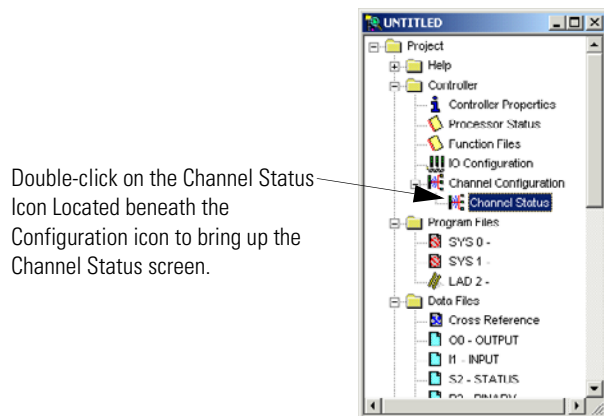 UNTITLED
Project
Help
Controller
Controller Properties
Processor Status
Function Files
IO Configuration
Channel Configuration
Channel Status
Program Files
SYS 0 -
SYS 1 -
LAD 2 -
Data Files
Cross Reference
O0 - OUTPUT
I1 - INPUT
S2 - STATUS
Double-click on the Channel Status
Icon Located beneath the
Configuration icon to bring up the
Channel Status screen.